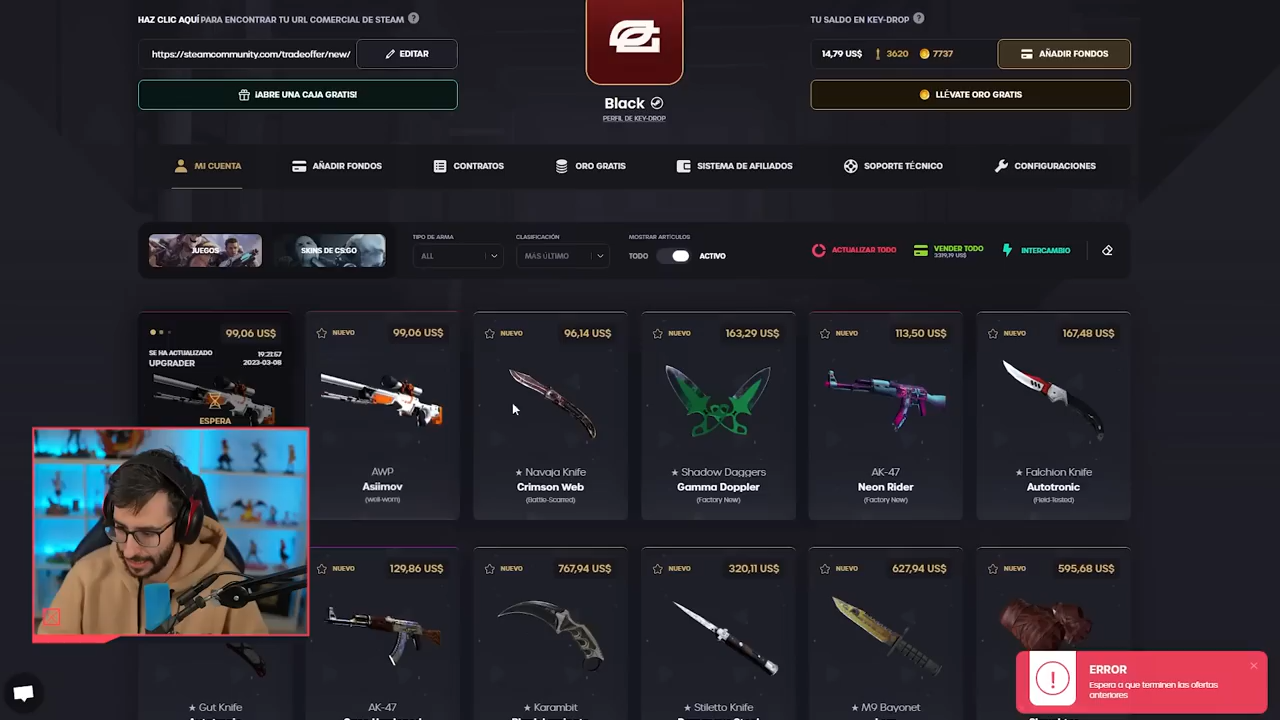 HAZ CLIC AQUÍ PARA ENCONTRAR TU URL COMERCIAL DE STEAM ?
https://steamcommunity.com/tradeoffer/new/
EDITAR
¡ABRE UNA CAJA GRATIS!
Black
PERFIL DE KEY-DROP
TU SALDO EN KEY-DROP ?
14,79 US$ 3620 7737
AÑADIR FONDOS
LLÉVATE ORO GRATIS
MI CUENTA AÑADIR FONDOS CONTRATOS ORO GRATIS SISTEMA DE AFILIADOS SOPORTE TÉCNICO CONFIGURACIONES
JUEGOS
SKINS DE CS:GO
TIPO DE ARMA
ALL
CLASIFICACIÓN
MÁS ÚLTIMO
MOSTRAR ARTÍCULOS
TODO ACTIVO
ACTUALIZAR TODO
VENDER TODO
3319,19 US$
INTERCAMBIO
99,06 US$
SE HA ACTUALIZADO
UPGRADER
19:21:57
2023-03-08
ESPERA
NUEVO 99,06 US$
AWP
Asiimov
(well-worn)
NUEVO 96,14 US$
★ Navaja Knife
Crimson Web
(Battle-Scarred)
NUEVO 163,29 US$
★ Shadow Daggers
Gamma Doppler
(Factory New)
NUEVO 113,50 US$
AK-47
Neon Rider
(Factory New)
NUEVO 167,48 US$
★ Falchion Knife
Autotronic
(Field-Tested)
★ Gut Knife
NUEVO 129,86 US$
AK-47
NUEVO 767,94 US$
★ Karambit
NUEVO 320,11 US$
★ Stiletto Knife
NUEVO 627,94 US$
★ M9 Bayonet
NUEVO 595,68 US$
ERROR
Espera a que terminen las ofertas
anteriores